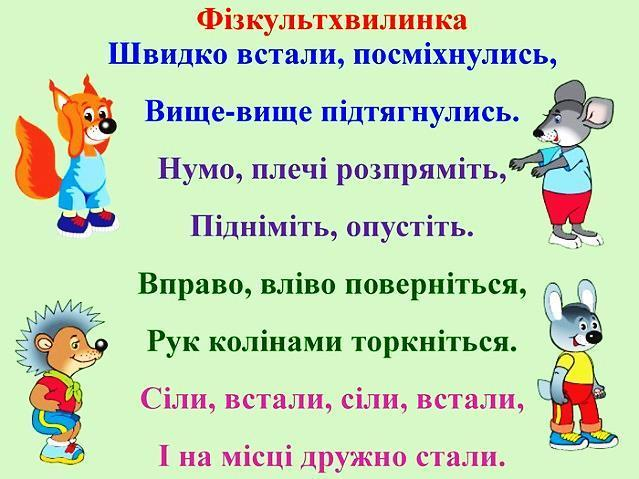 Фізкультхвилинка
Швидко встали, посміхнулись,
Вище-вище підтягнулись.
Нумо, плечі розпряміть,
Підніміть, опустіть.
Вправо, вліво поверніться,
Рук колінами торкніться.
Сіли, встали, сіли, встали,
І на місці дружно стали.